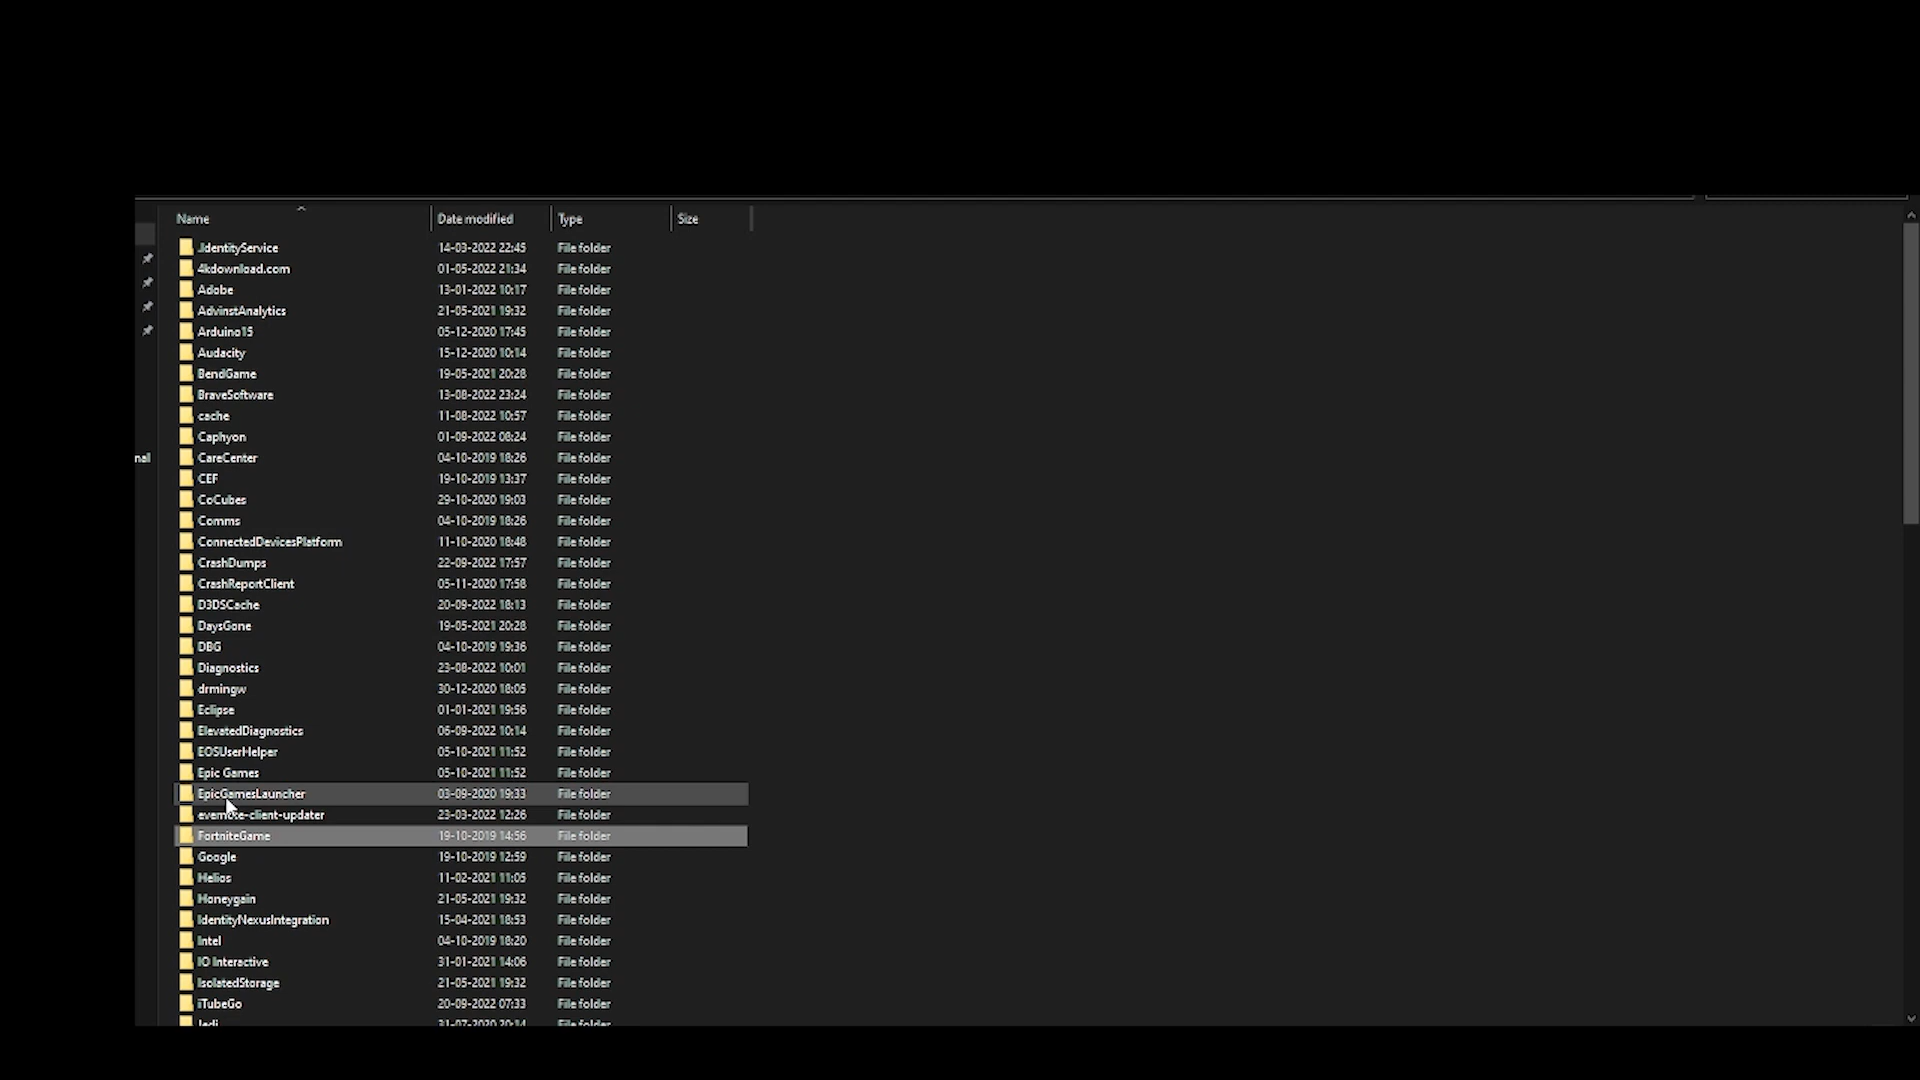 Name Date modified Type Size
.IdentityService 14-03-2022 22:45 File folder
4kdownload.com 01-05-2022 21:34 File folder
Adobe 13-01-2022 10:17 File folder
AdvinstAnalytics 21-05-2021 19:32 File folder
Arduino15 05-12-2020 17:45 File folder
Audacity 15-12-2020 10:14 File folder
BendGame 19-05-2021 20:28 File folder
BraveSoftware 13-08-2022 23:24 File folder
cache 11-08-2022 10:57 File folder
Caphyon 01-09-2022 08:24 File folder
nal CareCenter 04-10-2019 18:26 File folder
CEF 19-10-2019 13:37 File folder
CoCubes 29-10-2020 19:03 File folder
Comms 04-10-2019 18:26 File folder
ConnectedDevicesPlatform 11-10-2020 18:48 File folder
CrashDumps 22-09-2022 17:57 File folder
CrashReportClient 05-11-2020 17:58 File folder
D3DSCache 20-09-2022 18:13 File folder
DaysGone 19-05-2021 20:28 File folder
DBG 04-10-2019 19:36 File folder
Diagnostics 23-08-2022 10:01 File folder
drmingw 30-12-2020 18:05 File folder
Eclipse 01-01-2021 19:56 File folder
ElevatedDiagnostics 06-09-2022 10:14 File folder
EOSUserHelper 05-10-2021 11:52 File folder
Epic Games 05-10-2021 11:52 File folder
EpicGamesLauncher 03-09-2020 19:33 File folder
evernote-client-updater 23-03-2022 12:26 File folder
FortniteGame 19-10-2019 14:56 File folder
Google 19-10-2019 12:59 File folder
Helios 11-02-2021 11:05 File folder
Honeygain 21-05-2021 19:32 File folder
IdentityNexusIntegration 15-04-2021 18:53 File folder
Intel 04-10-2019 18:20 File folder
IO Interactive 31-01-2021 14:06 File folder
IsolatedStorage 21-05-2021 19:32 File folder
iTubeGo 20-09-2022 07:33 File folder
Jedi 31-07-2020 20:14 File folder